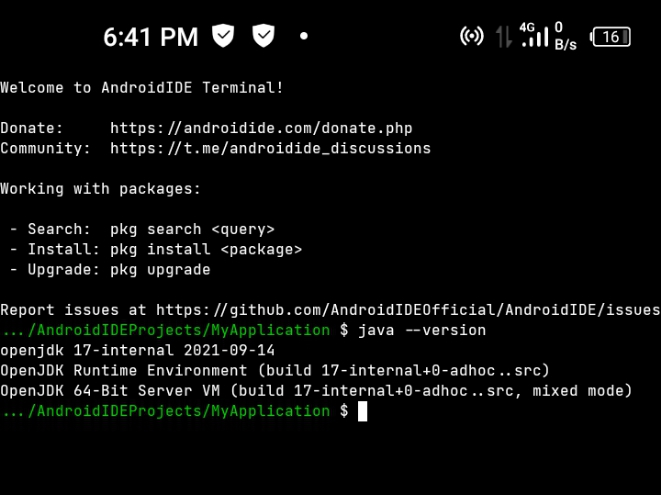 6:41 PM 4G 0 B/s 16
Welcome to AndroidIDE Terminal!
Donate: https://androidide.com/donate.php
Community: https://t.me/androidide_discussions
Working with packages:
- Search: pkg search <query>
- Install: pkg install <package>
- Upgrade: pkg upgrade
Report issues at https://github.com/AndroidIDEOfficial/AndroidIDE/issues
.../AndroidIDEProjects/MyApplication $ java --version
openjdk 17-internal 2021-09-14
OpenJDK Runtime Environment (build 17-internal+0-adhoc..src)
OpenJDK 64-Bit Server VM (build 17-internal+0-adhoc..src, mixed mode)
.../AndroidIDEProjects/MyApplication $